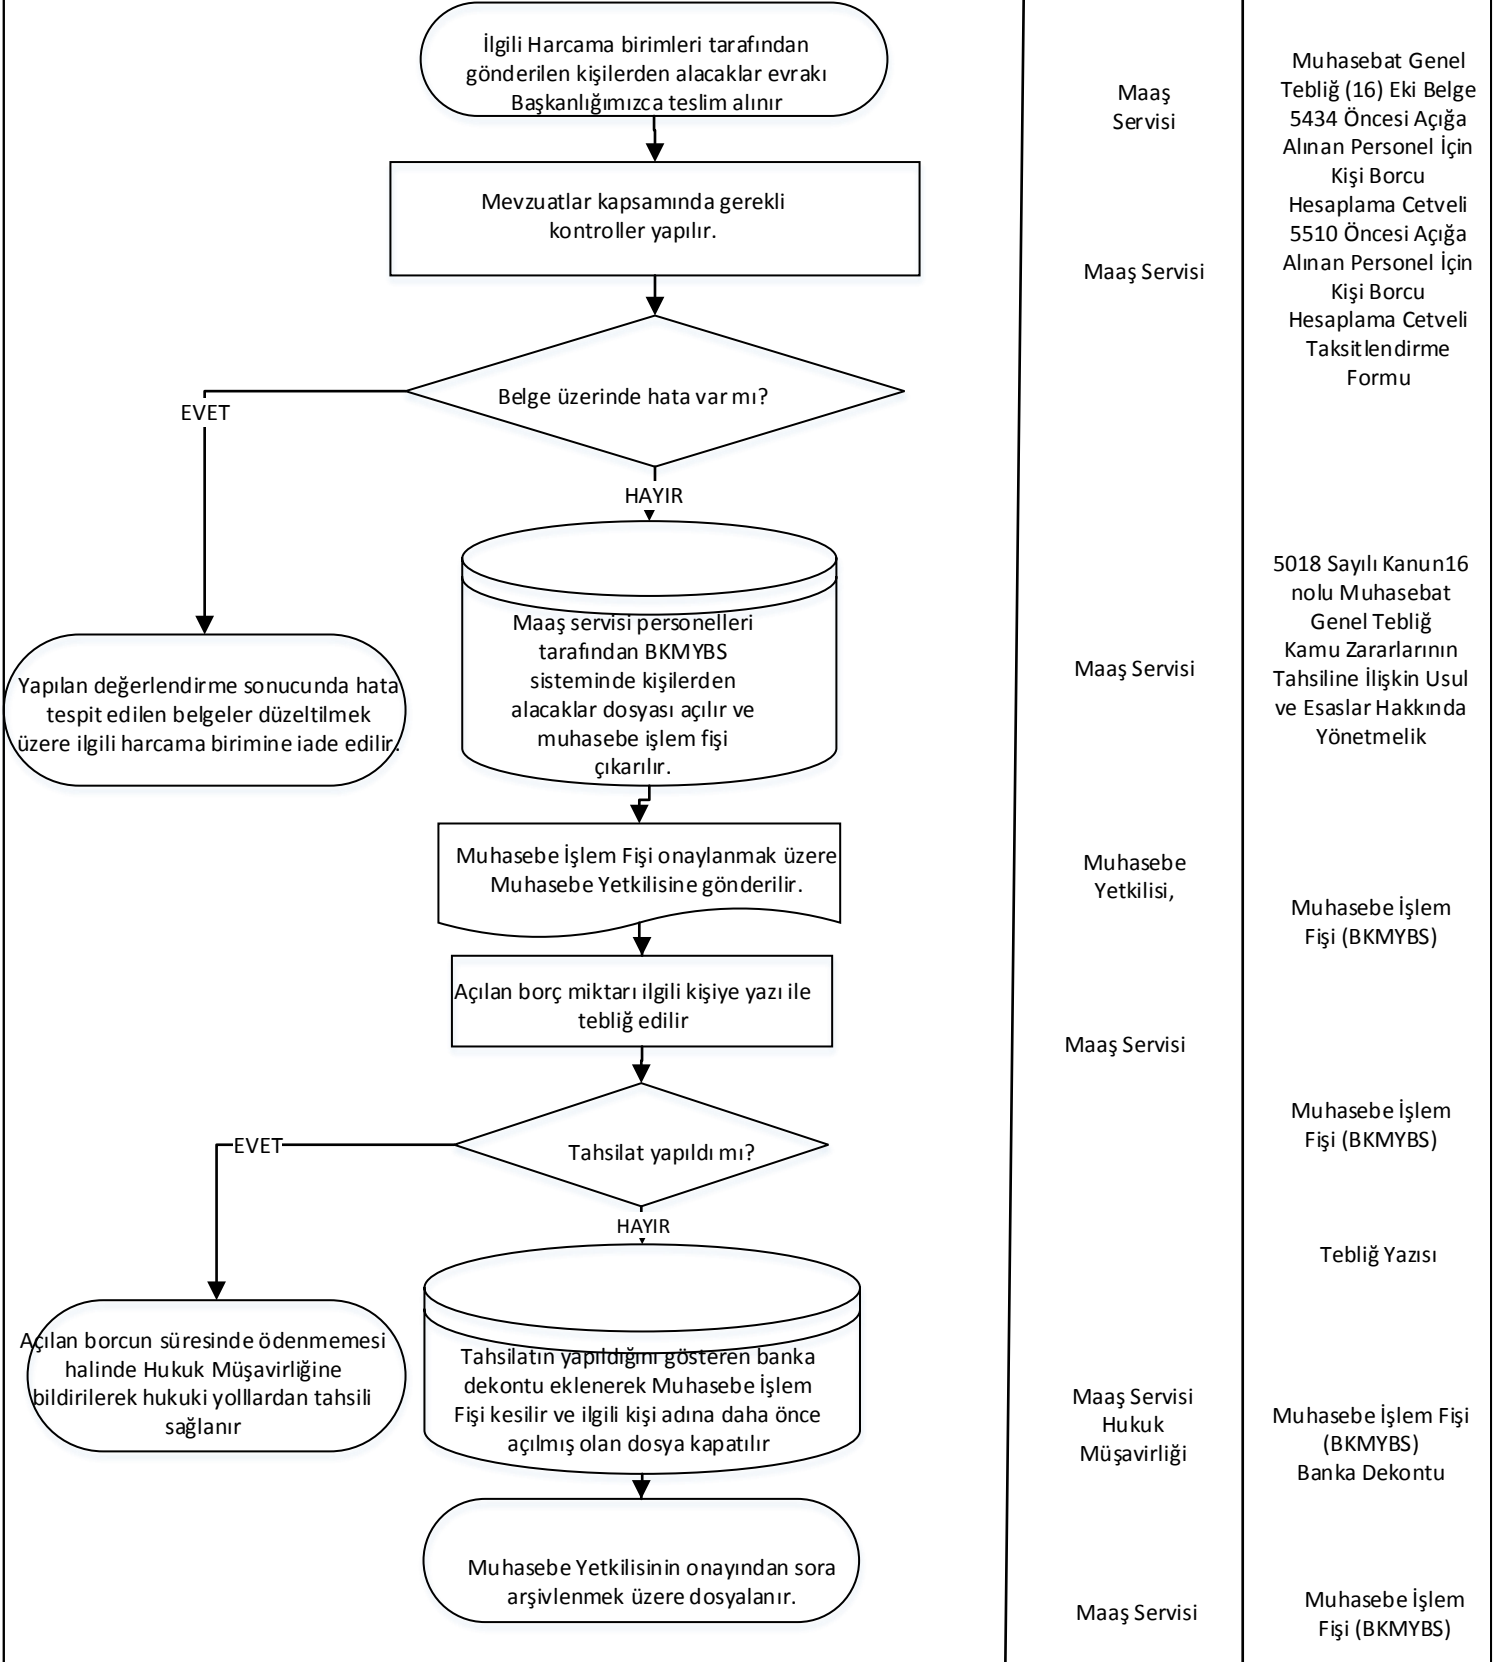 İlgili Harcama birimleri tarafından
gönderilen kişilerden alacaklar evrakı
Başkanlığımızca teslim alınır
Mevzuatlar kapsamında gerekli
kontroller yapılır.
Belge üzerinde hata var mı?
EVET
HAYIR
Yapılan değerlendirme sonucunda hata
tespit edilen belgeler düzeltilmek
üzere ilgili harcama birimine iade edilir.
Maaş servisi personelleri
tarafından BKMYBS
sisteminde kişilerden
alacaklar dosyası açılır ve
muhasebe işlem fişi
çıkarılır.
Muhasebe İşlem Fişi onaylanmak üzere
Muhasebe Yetkilisine gönderilir.
Açılan borç miktarı ilgili kişiye yazı ile
tebliğ edilir
Tahsilat yapıldı mı?
EVET
HAYIR
Açılan borcun süresinde ödenmemesi
halinde Hukuk Müşavirliğine
bildirilerek hukuki yolllardan tahsili
sağlanır
Tahsilatın yapıldığını gösteren banka
dekontu eklenerek Muhasebe İşlem
Fişi kesilir ve ilgili kişi adına daha önce
açılmış olan dosya kapatılır
Muhasebe Yetkilisinin onayından sora
arşivlenmek üzere dosyalanır.
Maaş
Servisi
Maaş Servisi
Maaş Servisi
Muhasebe
Yetkilisi,
Maaş Servisi
Maaş Servisi
Hukuk
Müşavirliği
Maaş Servisi
Muhasebat Genel
Tebliğ (16) Eki Belge
5434 Öncesi Açığa
Alınan Personel İçin
Kişi Borcu
Hesaplama Cetveli
5510 Öncesi Açığa
Alınan Personel İçin
Kişi Borcu
Hesaplama Cetveli
Taksitlendirme
Formu
5018 Sayılı Kanun16
nolu Muhasebat
Genel Tebliğ
Kamu Zararlarının
Tahsiline İlişkin Usul
ve Esaslar Hakkında
Yönetmelik
Muhasebe İşlem
Fişi (BKMYBS)
Muhasebe İşlem
Fişi (BKMYBS)
Tebliğ Yazısı
Muhasebe İşlem Fişi
(BKMYBS)
Banka Dekontu
Muhasebe İşlem
Fişi (BKMYBS)